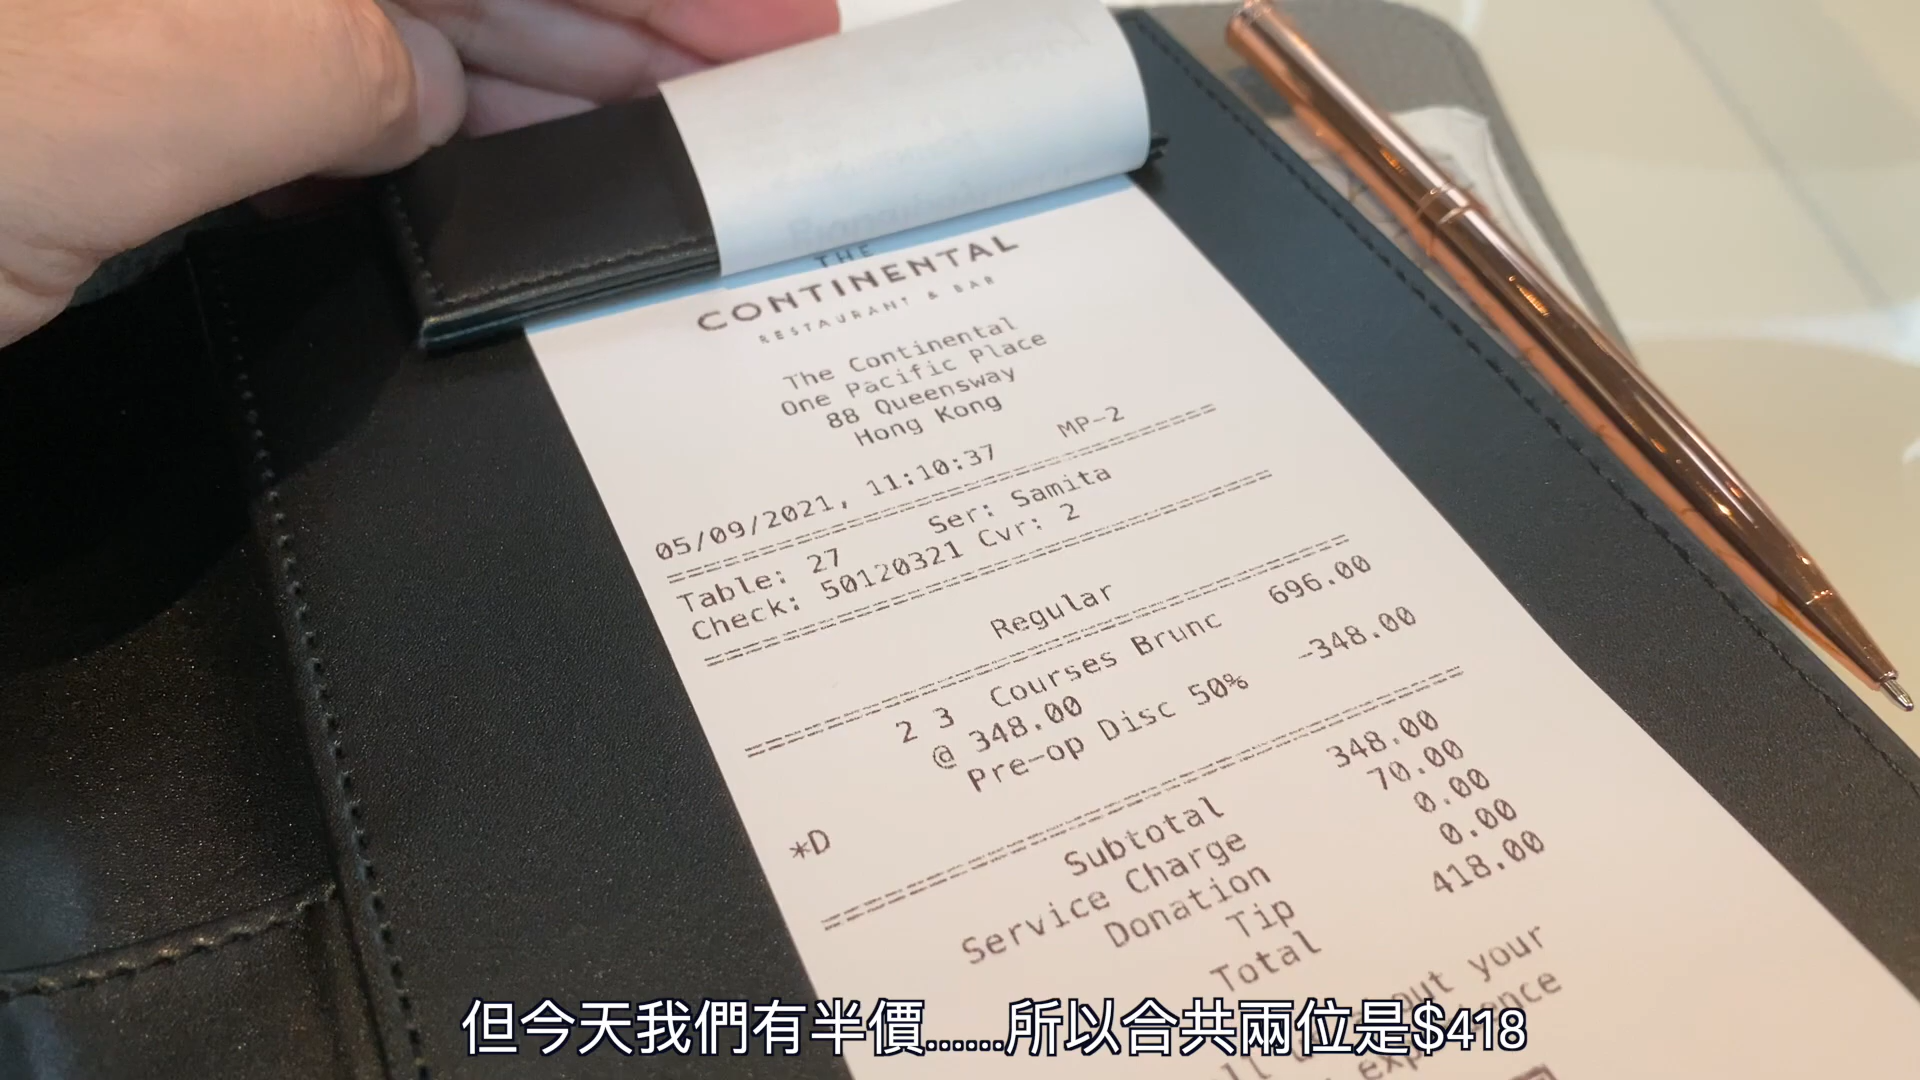 THE
CONTINENTAL
RESTAURANT & BAR
The Continental
One Pacific Place
88 Queensway
Hong Kong
05/09/2021, 11:10:37 MP-2
Table: 27 Ser: Samita
Check: 50120321 Cvr: 2
Regular
2 3 Courses Brunc 696.00
@ 348.00
Pre-op Disc 50% -348.00
*D
Subtotal 348.00
Service Charge 70.00
Donation 0.00
Tip 0.00
Total 418.00
your
但今天我們有半價......所以合共兩位是$418